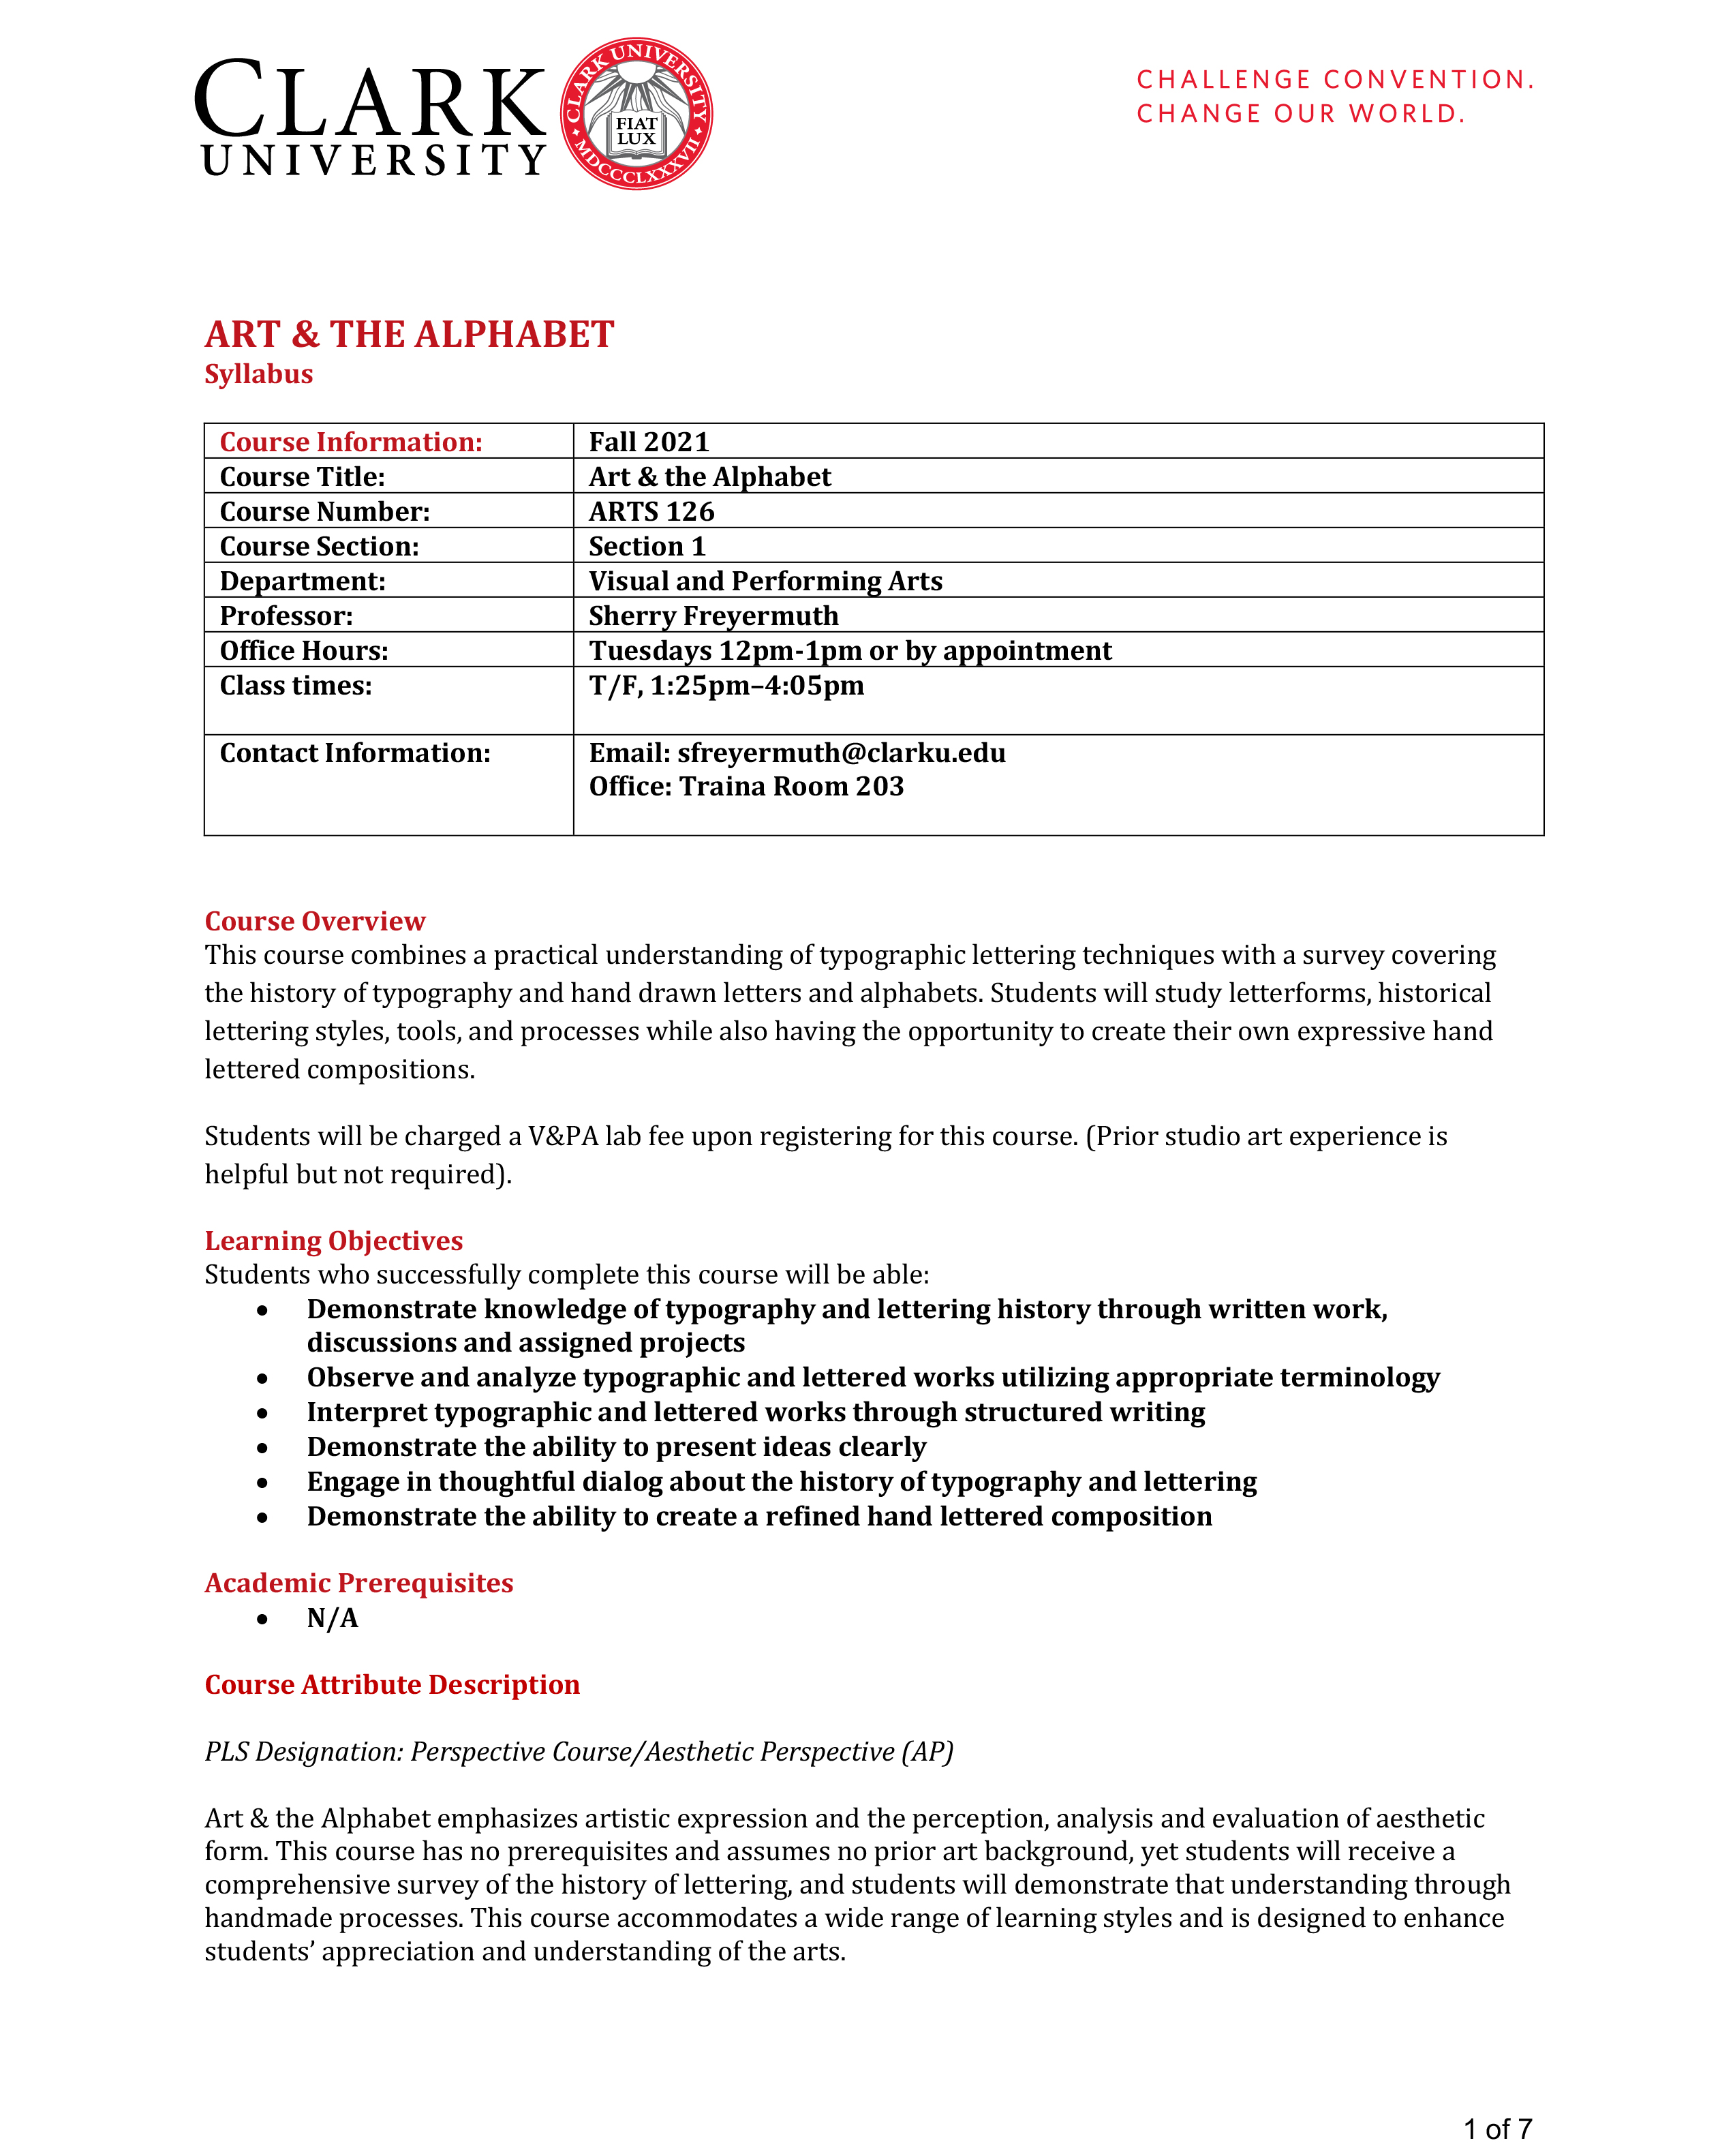 CLARK
UNIVERSITY
CLARK UNIVERSITY
FIAT
LUX
MDCCCLXXXVII
CHALLENGE CONVENTION.
CHANGE OUR WORLD.
ART & THE ALPHABET
Syllabus
Course Information: Fall 2021
Course Title: Art & the Alphabet
Course Number: ARTS 126
Course Section: Section 1
Department: Visual and Performing Arts
Professor: Sherry Freyermuth
Office Hours: Tuesdays 12pm-1pm or by appointment
Class times: T/F, 1:25pm–4:05pm
Contact Information: Email: sfreyermuth@clarku.edu
Office: Traina Room 203
Course Overview
This course combines a practical understanding of typographic lettering techniques with a survey covering
the history of typography and hand drawn letters and alphabets. Students will study letterforms, historical
lettering styles, tools, and processes while also having the opportunity to create their own expressive hand
lettered compositions.
Students will be charged a V&PA lab fee upon registering for this course. (Prior studio art experience is
helpful but not required).
Learning Objectives
Students who successfully complete this course will be able:
• Demonstrate knowledge of typography and lettering history through written work,
discussions and assigned projects
• Observe and analyze typographic and lettered works utilizing appropriate terminology
• Interpret typographic and lettered works through structured writing
• Demonstrate the ability to present ideas clearly
• Engage in thoughtful dialog about the history of typography and lettering
• Demonstrate the ability to create a refined hand lettered composition
Academic Prerequisites
• N/A
Course Attribute Description
PLS Designation: Perspective Course/Aesthetic Perspective (AP)
Art & the Alphabet emphasizes artistic expression and the perception, analysis and evaluation of aesthetic
form. This course has no prerequisites and assumes no prior art background, yet students will receive a
comprehensive survey of the history of lettering, and students will demonstrate that understanding through
handmade processes. This course accommodates a wide range of learning styles and is designed to enhance
students’ appreciation and understanding of the arts.
1 of 7